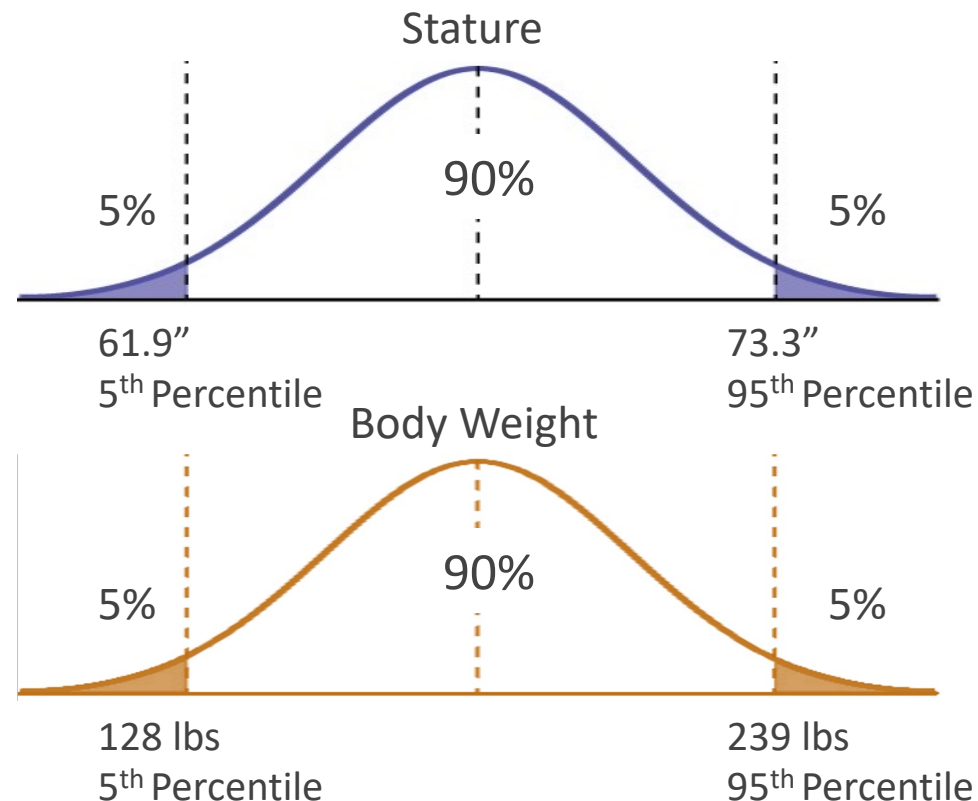 Stature
90%
5% 5%
61.9” 73.3”
5th Percentile 95th Percentile
Body Weight
90%
5% 5%
128 lbs 239 lbs
5th Percentile 95th Percentile